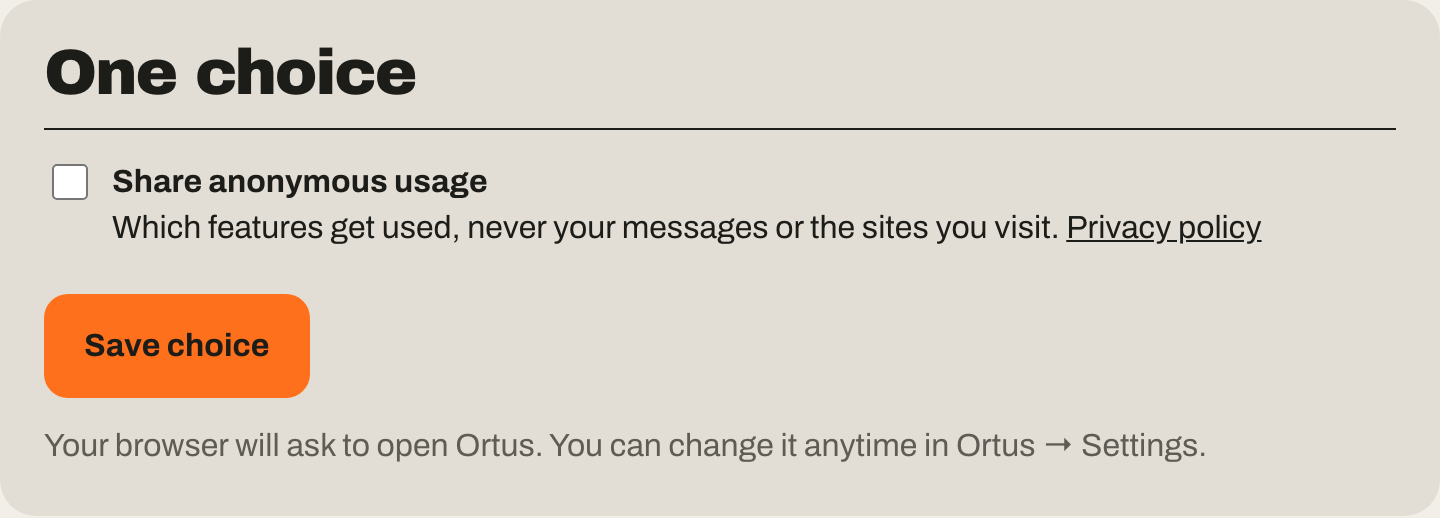 One choice
Share anonymous usage
Which features get used, never your messages or the sites you visit. Privacy policy
Save choice
Your browser will ask to open Ortus. You can change it anytime in Ortus → Settings.